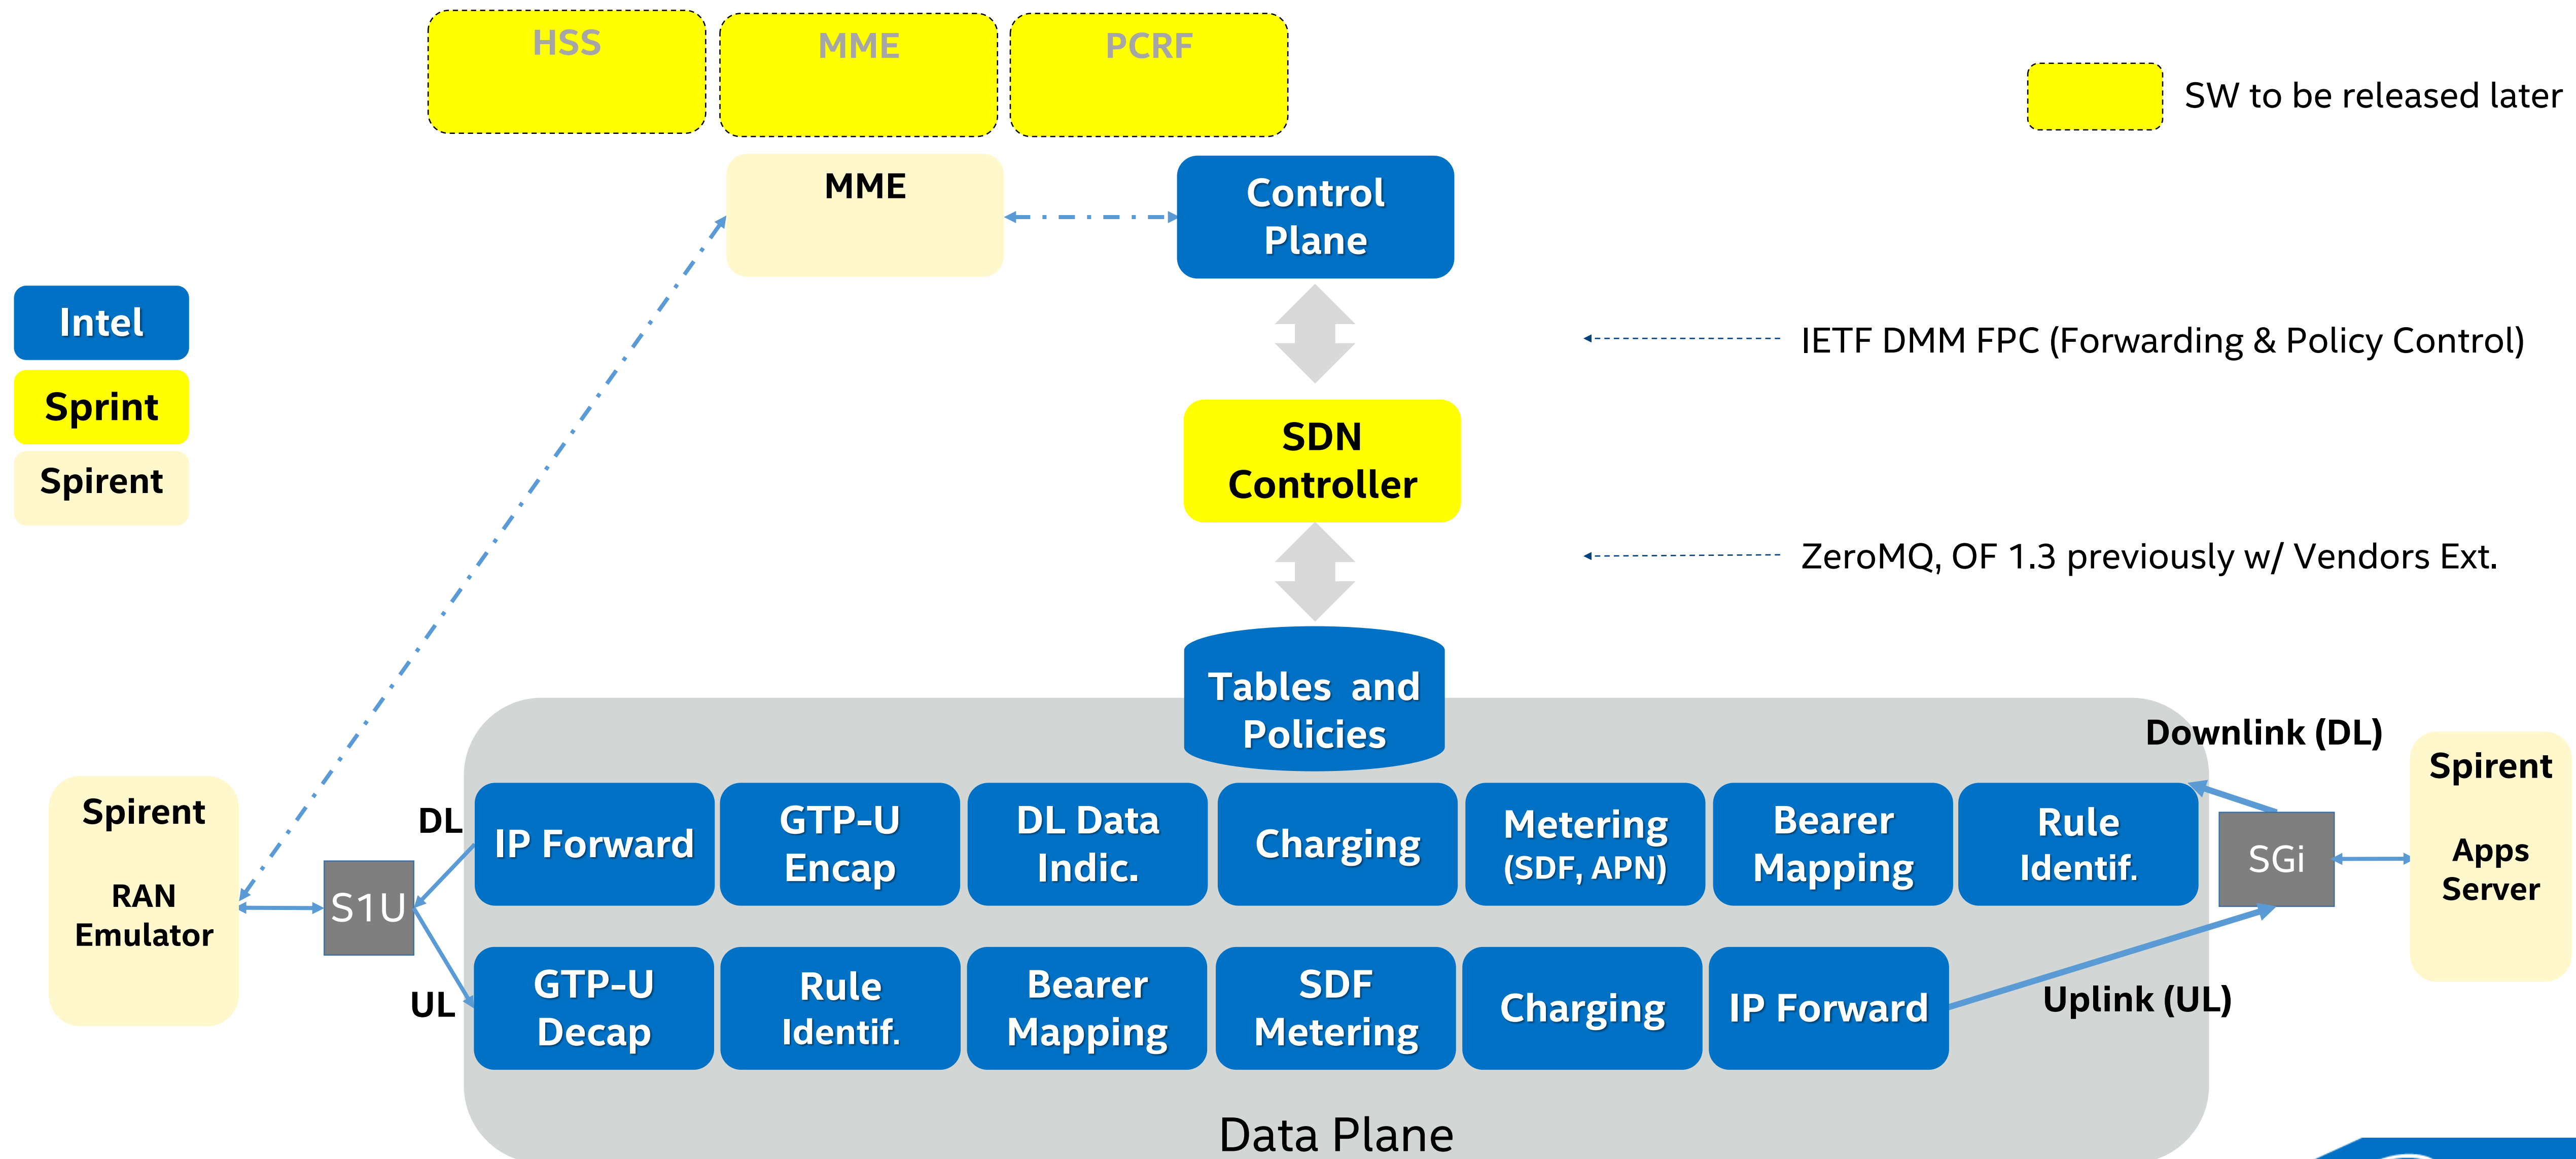 HSS
MME
PCRF
SW to be released later
MME
Control
Plane
Intel
Sprint
Spirent
IETF DMM FPC (Forwarding & Policy Control)
SDN
Controller
ZeroMQ, OF 1.3 previously w/ Vendors Ext.
Tables and
Policies
Downlink (DL)
Spirent
RAN
Emulator
S1U
DL
UL
IP Forward
GTP-U
Encap
DL Data
Indic.
Charging
Metering
(SDF, APN)
Bearer
Mapping
Rule
Identif.
SGi
Spirent
Apps
Server
GTP-U
Decap
Rule
Identif.
Bearer
Mapping
SDF
Metering
Charging
IP Forward
Uplink (UL)
Data Plane